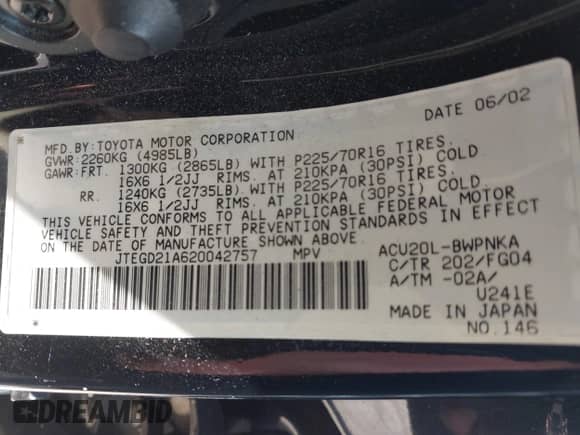 DATE 06/02
MFD.BY:TOYOTA MOTOR CORPORATION
GVWR:2260KG (4985LB)
GAWR:FRT. 1300KG (2865LB) WITH P225/70R16 TIRES.
16X6 1/2JJ RIMS. AT 210KPA (30PSI) COLD
RR. 1240KG (2735LB) WITH P225/70R16 TIRES.
16X6 1/2JJ RIMS. AT 210KPA (30PSI) COLD.
THIS VEHICLE CONFORMS TO ALL APPLICABLE FEDERAL MOTOR
VEHICLE SAFETY AND THEFT PREVENTION STANDARDS IN EFFECT
ON THE DATE OF MANUFACTURE SHOWN ABOVE.
JTEGD21A620042757 MPV
ACU20L-BWPNKA
C/TR 202/FG04
A/TM -02A/
U241E
MADE IN JAPAN
NO.146
DREAMBID